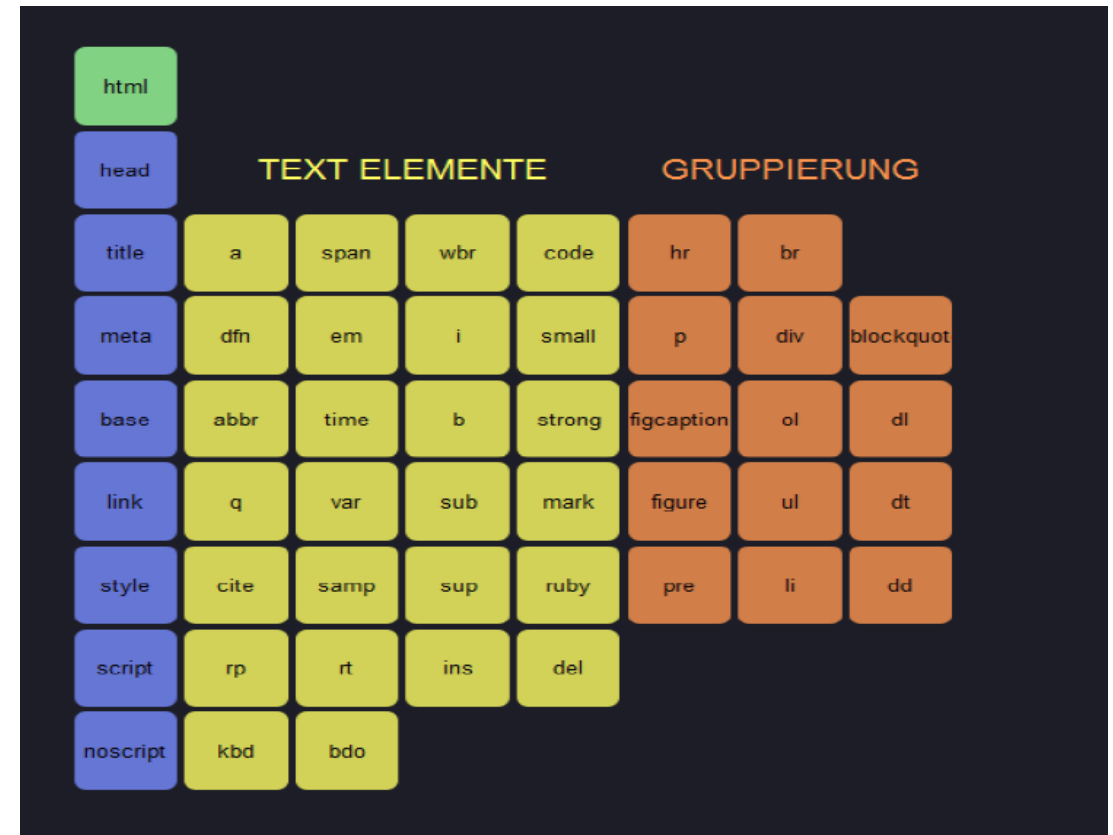 html
head TEXT ELEMENTE GRUPPIERUNG
title a span wbr code hr br
meta dfn em i small p div blockquot
base abbr time b strong figcaption ol dl
link q var sub mark figure ul dt
style cite samp sup ruby pre li dd
script rp rt ins del
noscript kbd bdo